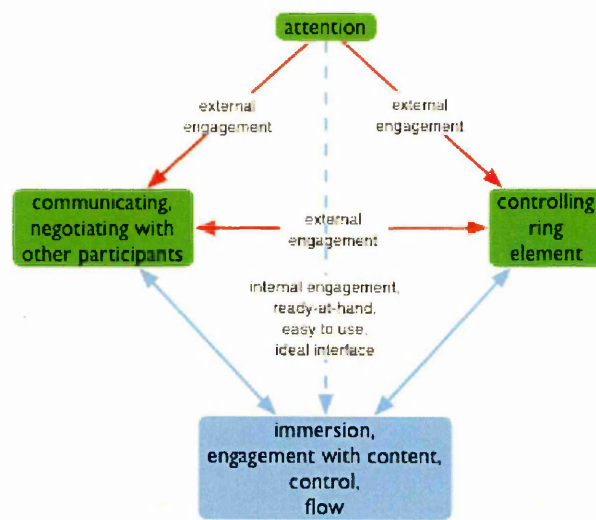 attention
external
engagement
external
engagement
communicating,
negotiating with
other participants
external
engagement
controlling
ring
element
internal engagement,
ready-at-hand,
easy to use,
ideal interface
immersion,
engagement with content,
control,
flow